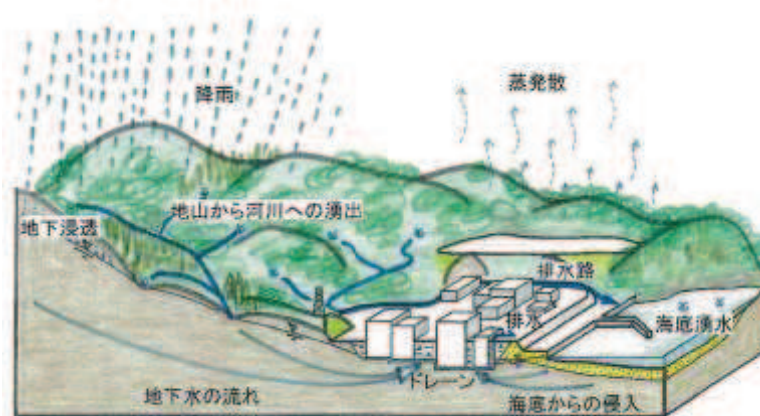 降雨
蒸発散
地山から河川への湧出
地下浸透
排水路
排水
海底湧水
ドレーン
地下水の流れ
海底からの侵入